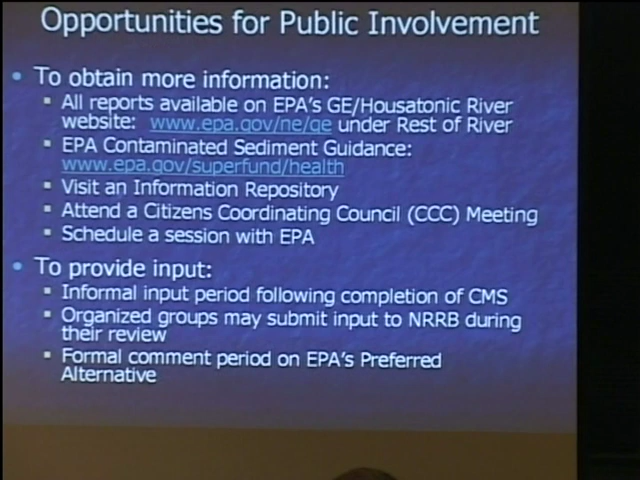 Opportunities for Public Involvement
• To obtain more information:
▪ All reports available on EPA's GE/Housatonic River
website: www.epa.gov/ne/ge under Rest of River
▪ EPA Contaminated Sediment Guidance:
www.epa.gov/superfund/health
▪ Visit an Information Repository
▪ Attend a Citizens Coordinating Council (CCC) Meeting
▪ Schedule a session with EPA
• To provide input:
▪ Informal input period following completion of CMS
▪ Organized groups may submit input to NRRB during
their review
▪ Formal comment period on EPA's Preferred
Alternative